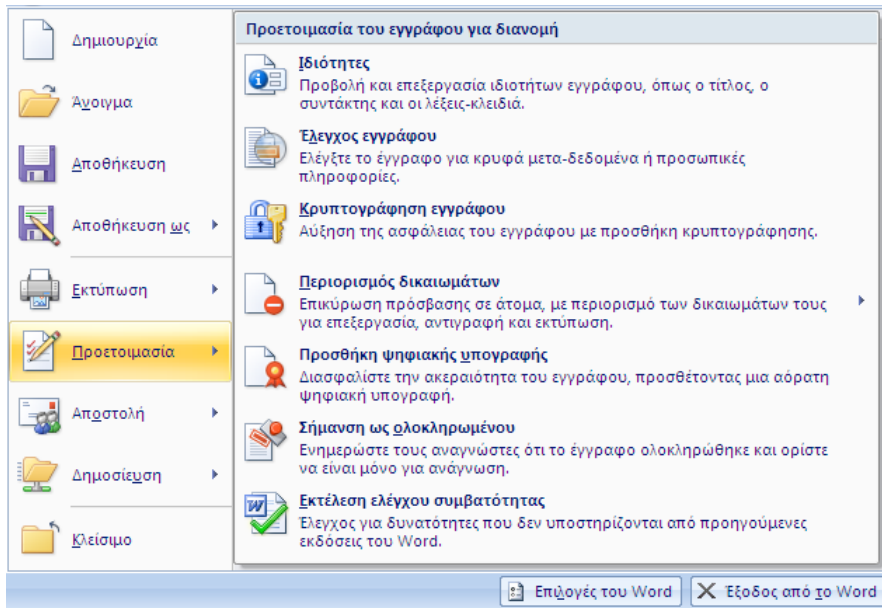 Δημιουργία
Άνοιγμα
Αποθήκευση
Αποθήκευση ως
Εκτύπωση
Προετοιμασία
Αποστολή
Δημοσίευση
Κλείσιμο
Προετοιμασία του εγγράφου για διανομή
Ιδιότητες
Προβολή και επεξεργασία ιδιοτήτων εγγράφου, όπως ο τίτλος, ο
συντάκτης και οι λέξεις-κλειδιά.
Έλεγχος εγγράφου
Ελέγξτε το έγγραφο για κρυφά μετα-δεδομένα ή προσωπικές
πληροφορίες.
Κρυπτογράφηση εγγράφου
Αύξηση της ασφάλειας του εγγράφου με προσθήκη κρυπτογράφησης.
Περιορισμός δικαιωμάτων
Επικύρωση πρόσβασης σε άτομα, με περιορισμό των δικαιωμάτων τους
για επεξεργασία, αντιγραφή και εκτύπωση.
Προσθήκη ψηφιακής υπογραφής
Διασφαλίστε την ακεραιότητα του εγγράφου, προσθέτοντας μια αόρατη
ψηφιακή υπογραφή.
Σήμανση ως ολοκληρωμένου
Ενημερώστε τους αναγνώστες ότι το έγγραφο ολοκληρώθηκε και ορίστε
να είναι μόνο για ανάγνωση.
Εκτέλεση ελέγχου συμβατότητας
Έλεγχος για δυνατότητες που δεν υποστηρίζονται από προηγούμενες
εκδόσεις του Word.
Επιλογές του Word
Έξοδος από το Word